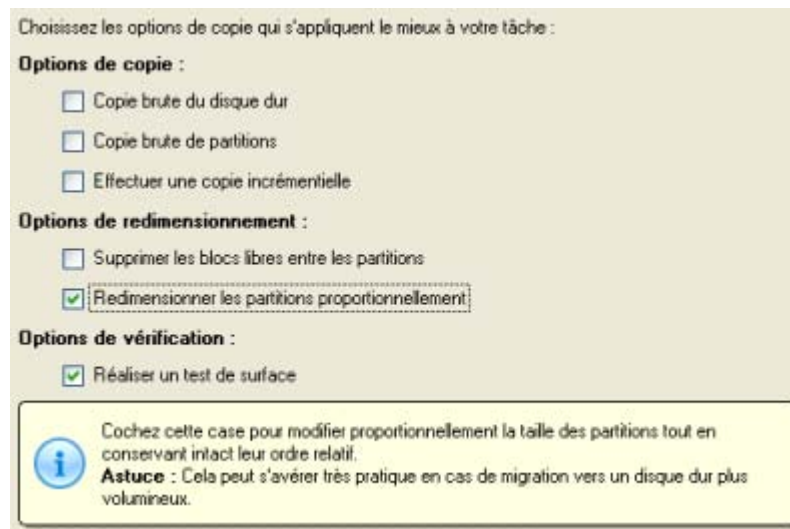 Choisissez les options de copie qui s'appliquent le mieux à votre tâche :
Options de copie :
Copie brute du disque dur
Copie brute de partitions
Effectuer une copie incrémentielle
Options de redimensionnement :
Supprimer les blocs libres entre les partitions
Redimensionner les partitions proportionnellement
Options de vérification :
Réaliser un test de surface
Cochez cette case pour modifier proportionnellement la taille des partitions tout en
conservant intact leur ordre relatif.
Astuce : Cela peut s'avérer très pratique en cas de migration vers un disque dur plus
volumineux.